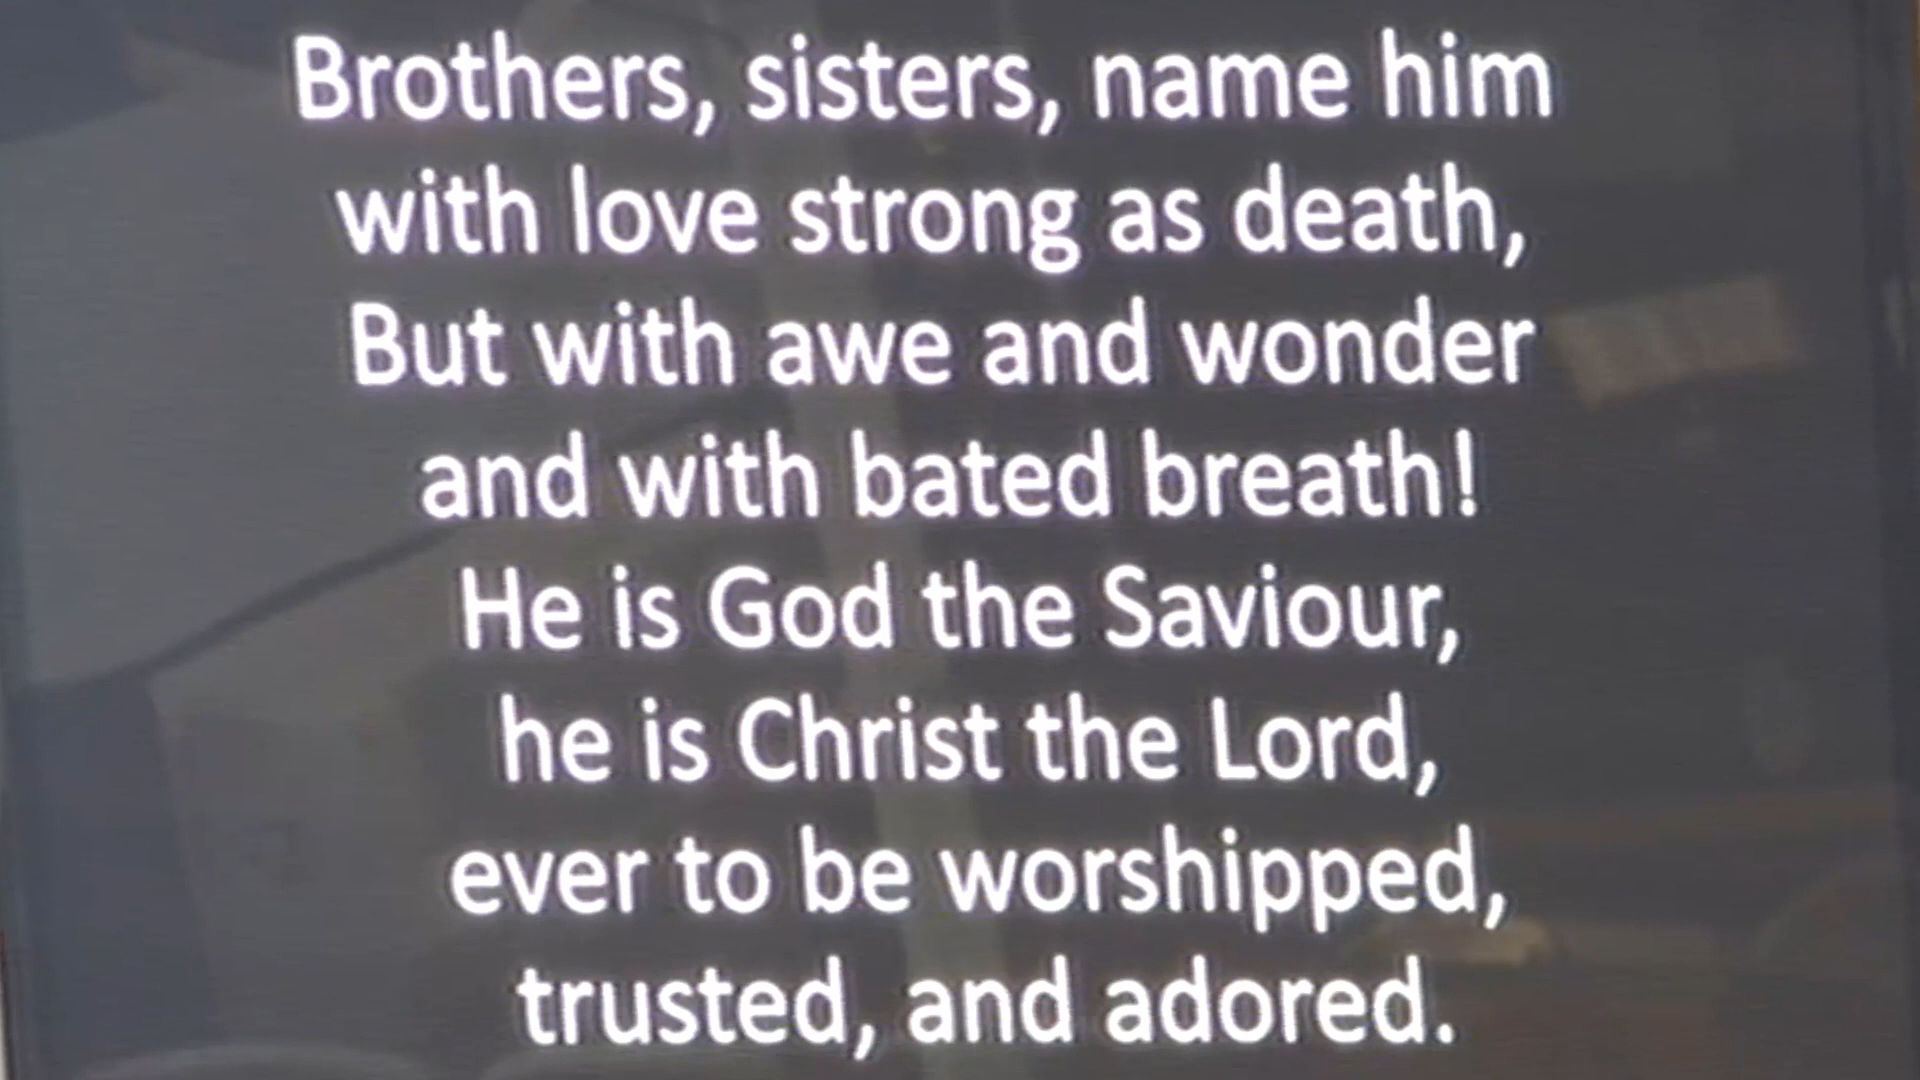 Brothers, sisters, name him
with love strong as death,
But with awe and wonder
and with bated breath!
He is God the Saviour,
he is Christ the Lord,
ever to be worshipped,
trusted, and adored.